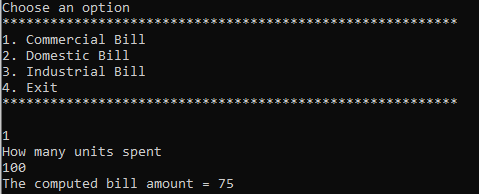 Choose an option
*********************************************************
1. Commercial Bill
2. Domestic Bill
3. Industrial Bill
4. Exit
*********************************************************
1
How many units spent
100
The computed bill amount = 75